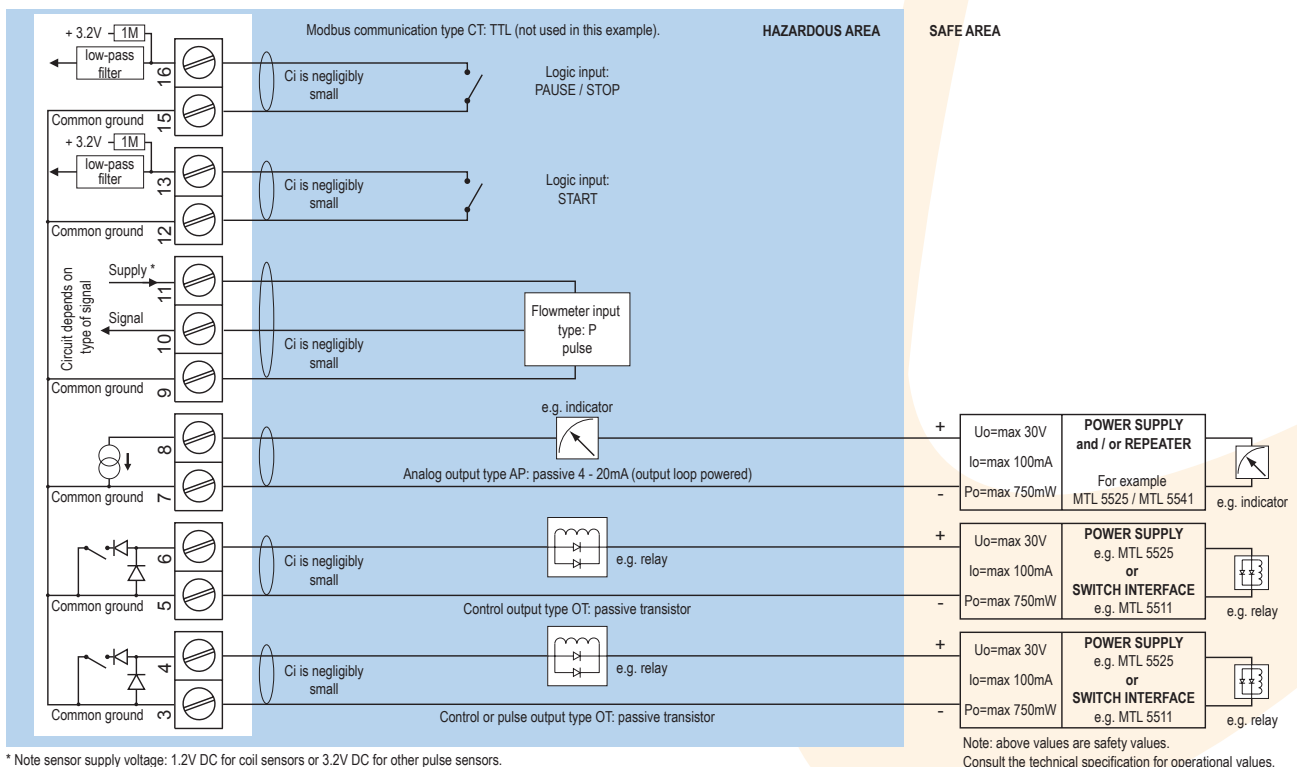 Modbus communication type CT: TTL (not used in this example).
HAZARDOUS AREA
SAFE AREA
+ 3.2V
1M
low-pass
filter
16
Ci is negligibly
small
Logic input:
PAUSE / STOP
Common ground
15
+ 3.2V
1M
low-pass
filter
13
Ci is negligibly
small
Logic input:
START
Common ground
12
Circuit depends on
type of signal
Supply *
11
Signal
10
Ci is negligibly
small
Flowmeter input
type: P
pulse
Common ground
9
8
e.g. indicator
Analog output type AP: passive 4 - 20mA (output loop powered)
Common ground
7
+
-
Uo=max 30V
Io=max 100mA
Po=max 750mW
POWER SUPPLY
and / or REPEATER
For example
MTL 5525 / MTL 5541
e.g. indicator
6
Ci is negligibly
small
e.g. relay
Common ground
5
Control output type OT: passive transistor
+
-
Uo=max 30V
Io=max 100mA
Po=max 750mW
POWER SUPPLY
e.g. MTL 5525
or
SWITCH INTERFACE
e.g. MTL 5511
e.g. relay
4
Ci is negligibly
small
e.g. relay
Common ground
3
Control or pulse output type OT: passive transistor
+
-
Uo=max 30V
Io=max 100mA
Po=max 750mW
POWER SUPPLY
e.g. MTL 5525
or
SWITCH INTERFACE
e.g. MTL 5511
e.g. relay
* Note sensor supply voltage: 1.2V DC for coil sensors or 3.2V DC for other pulse sensors.
Note: above values are safety values.
Consult the technical specification for operational values.